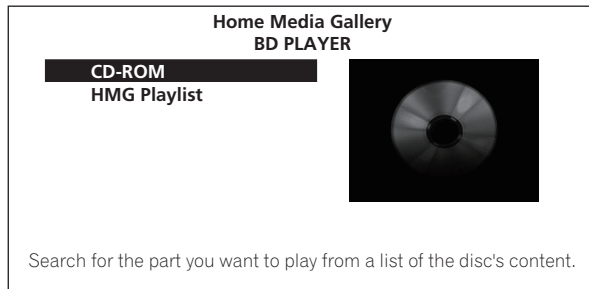 Home Media Gallery
BD PLAYER
CD-ROM
HMG Playlist
Search for the part you want to play from a list of the disc's content.